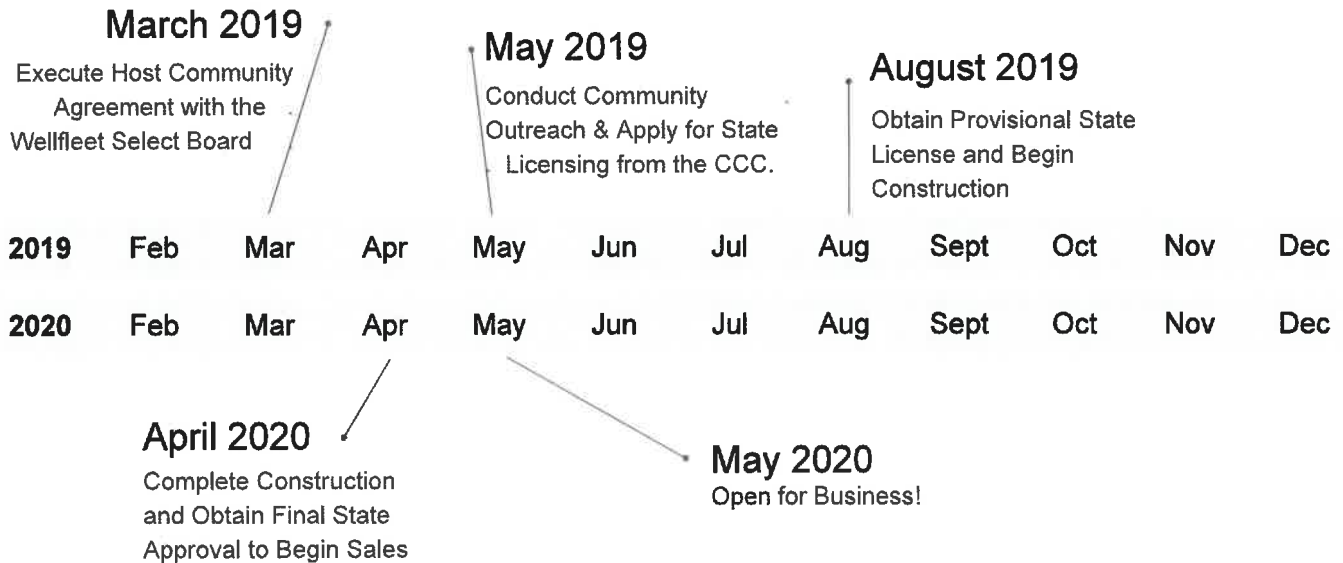 March 2019
Execute Host Community
Agreement with the
Wellfleet Select Board
May 2019
Conduct Community
Outreach & Apply for State
Licensing from the CCC.
August 2019
Obtain Provisional State
License and Begin
Construction
2019 Feb Mar Apr May Jun Jul Aug Sept Oct Nov Dec
2020 Feb Mar Apr May Jun Jul Aug Sept Oct Nov Dec
April 2020
Complete Construction
and Obtain Final State
Approval to Begin Sales
May 2020
Open for Business!